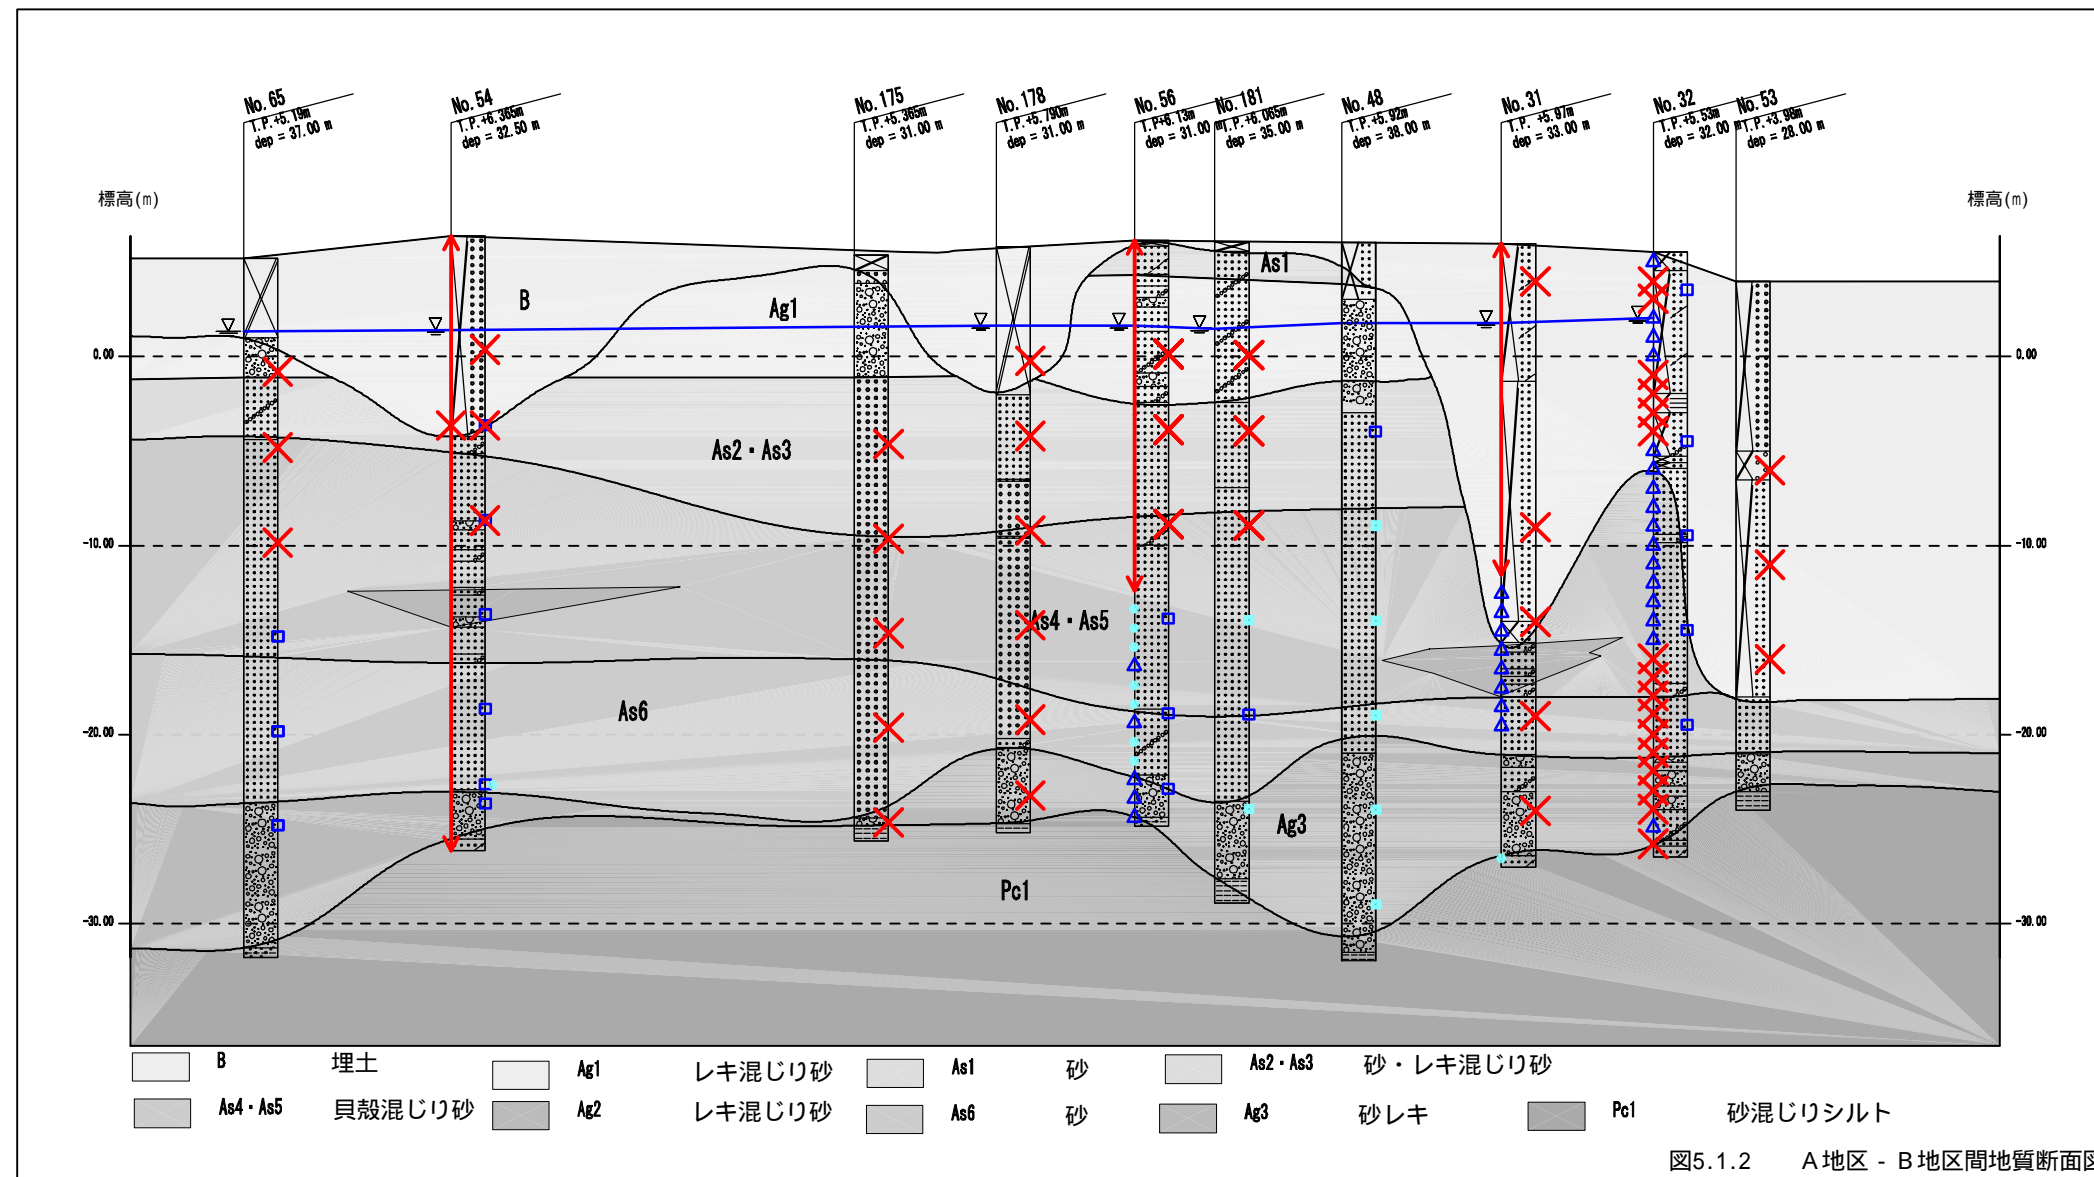 No. 65
T.P. +5.19m
dep = 37.00 m
No. 54
T.P. +6.365m
dep = 32.50 m
No. 175
T.P. +5.365m
dep = 31.00 m
No. 178
T.P. +5.790m
dep = 31.00 m
No. 56
T.P+6.13m
dep = 31.00 m
No. 181
T.P. +6.065m
dep = 35.00 m
No. 48
T.P. +5.92m
dep = 38.00 m
No. 31
T.P. +5.97m
dep = 33.00 m
No. 32
T.P. +5.53m
dep = 32.00 m
No. 53
T.P. +3.98m
dep = 28.00 m
標高(m)
標高(m)
As1
B
Ag1
0.00
0.00
As2・As3
-10.00
-10.00
As4・As5
As6
-20.00
-20.00
Ag3
Pc1
-30.00
-30.00
B 埋土 Ag1 レキ混じり砂 As1 砂 As2・As3 砂・レキ混じり砂
As4・As5 貝殻混じり砂 Ag2 レキ混じり砂 As6 砂 Ag3 砂レキ Pc1 砂混じりシルト
図5.1.2 A地区 - B地区間地質断面図